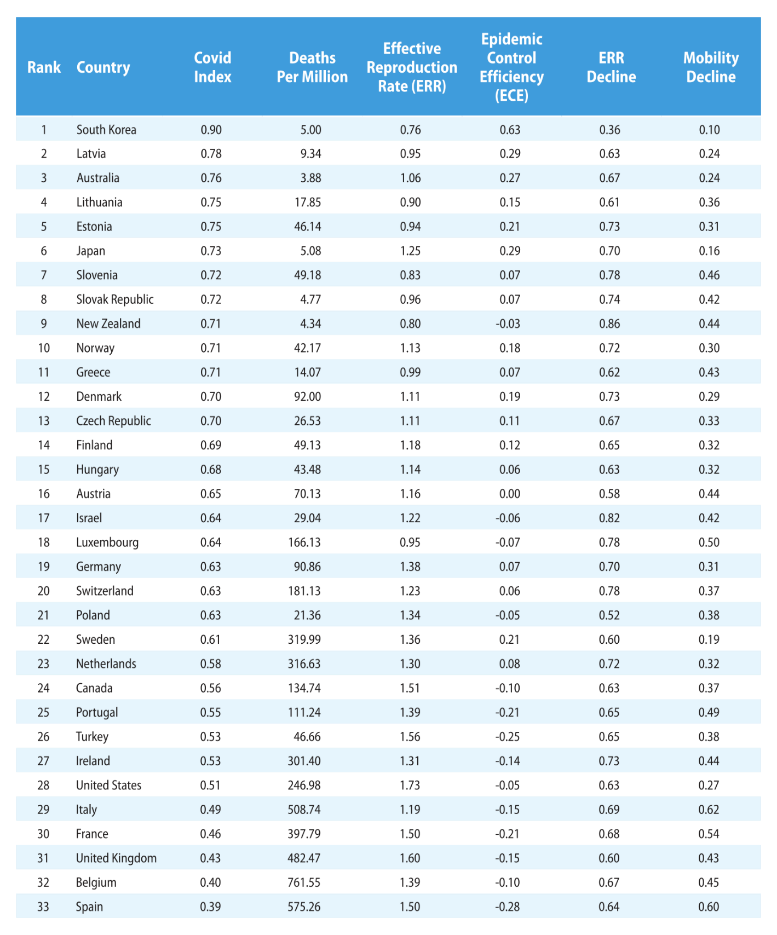 Rank Country Covid Index Deaths Per Million Effective Reproduction Rate (ERR) Epidemic Control Efficiency (ECE) ERR Decline Mobility Decline
1 South Korea 0.90 5.00 0.76 0.63 0.36 0.10
2 Latvia 0.78 9.34 0.95 0.29 0.63 0.24
3 Australia 0.76 3.88 1.06 0.27 0.67 0.24
4 Lithuania 0.75 17.85 0.90 0.15 0.61 0.36
5 Estonia 0.75 46.14 0.94 0.21 0.73 0.31
6 Japan 0.73 5.08 1.25 0.29 0.70 0.16
7 Slovenia 0.72 49.18 0.83 0.07 0.78 0.46
8 Slovak Republic 0.72 4.77 0.96 0.07 0.74 0.42
9 New Zealand 0.71 4.34 0.80 -0.03 0.86 0.44
10 Norway 0.71 42.17 1.13 0.18 0.72 0.30
11 Greece 0.71 14.07 0.99 0.07 0.62 0.43
12 Denmark 0.70 92.00 1.11 0.19 0.73 0.29
13 Czech Republic 0.70 26.53 1.11 0.11 0.67 0.33
14 Finland 0.69 49.13 1.18 0.12 0.65 0.32
15 Hungary 0.68 43.48 1.14 0.06 0.63 0.32
16 Austria 0.65 70.13 1.16 0.00 0.58 0.44
17 Israel 0.64 29.04 1.22 -0.06 0.82 0.42
18 Luxembourg 0.64 166.13 0.95 -0.07 0.78 0.50
19 Germany 0.63 90.86 1.38 0.07 0.70 0.31
20 Switzerland 0.63 181.13 1.23 0.06 0.78 0.37
21 Poland 0.63 21.36 1.34 -0.05 0.52 0.38
22 Sweden 0.61 319.99 1.36 0.21 0.60 0.19
23 Netherlands 0.58 316.63 1.30 0.08 0.72 0.32
24 Canada 0.56 134.74 1.51 -0.10 0.63 0.37
25 Portugal 0.55 111.24 1.39 -0.21 0.65 0.49
26 Turkey 0.53 46.66 1.56 -0.25 0.65 0.38
27 Ireland 0.53 301.40 1.31 -0.14 0.73 0.44
28 United States 0.51 246.98 1.73 -0.05 0.63 0.27
29 Italy 0.49 508.74 1.19 -0.15 0.69 0.62
30 France 0.46 397.79 1.50 -0.21 0.68 0.54
31 United Kingdom 0.43 482.47 1.60 -0.15 0.60 0.43
32 Belgium 0.40 761.55 1.39 -0.10 0.67 0.45
33 Spain 0.39 575.26 1.50 -0.28 0.64 0.60